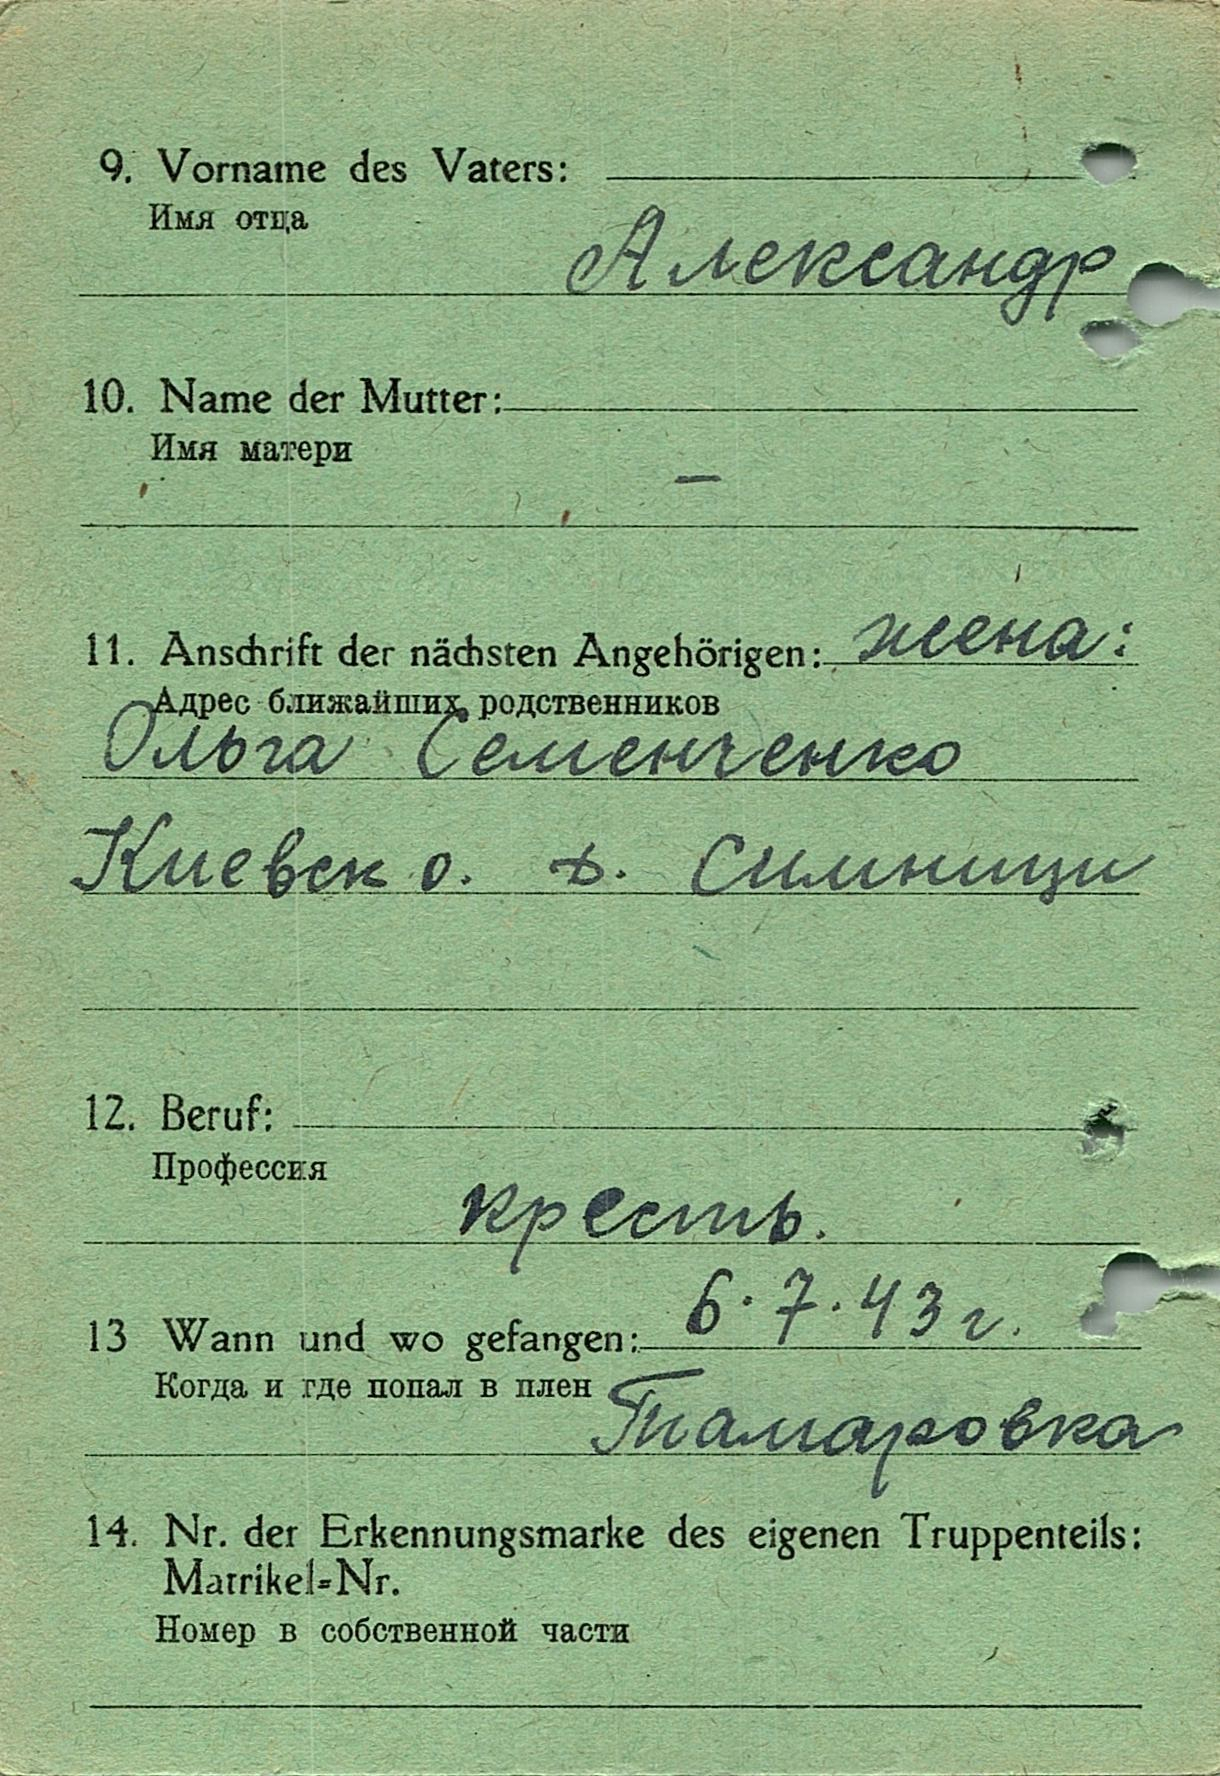 9. Vorname des Vaters:
Имя отца
Александр
10. Name der Mutter:
Имя матери
–
11. Anschrift der nächsten Angehörigen: жена:
Адрес ближайших родственников
Ольга Семенченко
Киевск о. д. Симници
12. Beruf:
Профессия
кресть.
13 Wann und wo gefangen: 6.7.43 г.
Когда и где попал в плен
Тамаровка
14. Nr. der Erkennungsmarke des eigenen Truppenteils:
Matrikel=Nr.
Номер в собственной части